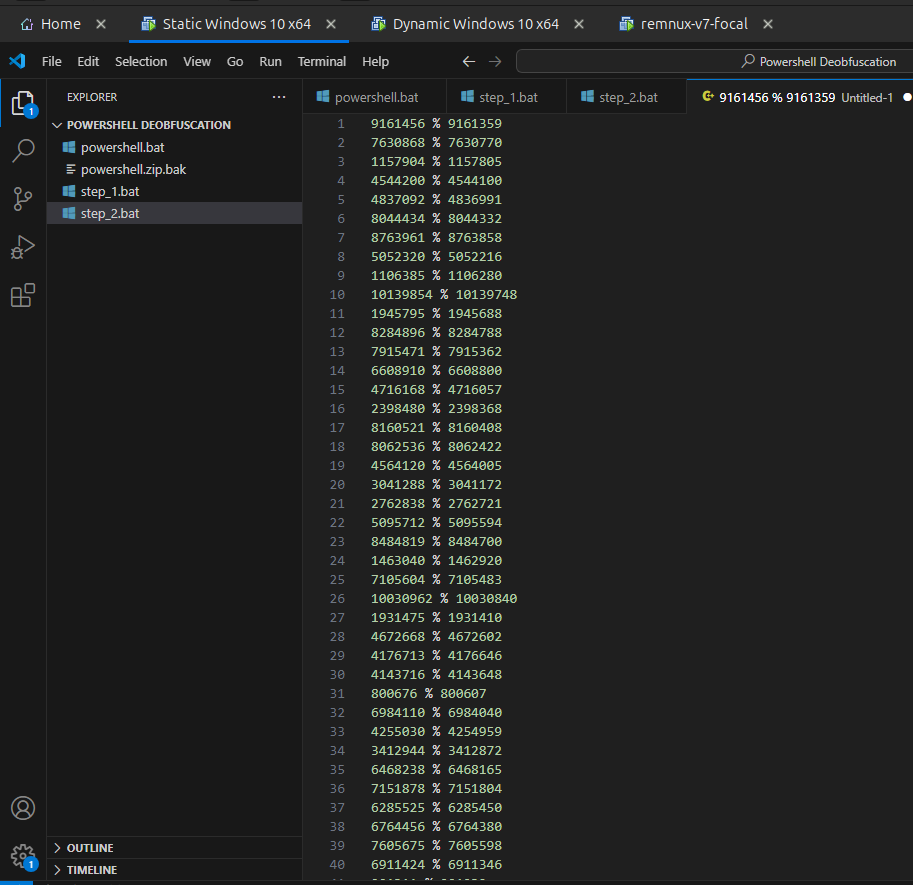 Home
Static Windows 10 x64
Dynamic Windows 10 x64
remnux-v7-focal
File Edit Selection View Go Run Terminal Help
Powershell Deobfuscation
EXPLORER
powershell.bat
step_1.bat
step_2.bat
9161456 % 9161359 Untitled-1
POWERSHELL DEOBFUSCATION
powershell.bat
powershell.zip.bak
step_1.bat
step_2.bat
1
1 9161456 % 9161359
2 7630868 % 7630770
3 1157904 % 1157805
4 4544200 % 4544100
5 4837092 % 4836991
6 8044434 % 8044332
7 8763961 % 8763858
8 5052320 % 5052216
9 1106385 % 1106280
10 10139854 % 10139748
11 1945795 % 1945688
12 8284896 % 8284788
13 7915471 % 7915362
14 6608910 % 6608800
15 4716168 % 4716057
16 2398480 % 2398368
17 8160521 % 8160408
18 8062536 % 8062422
19 4564120 % 4564005
20 3041288 % 3041172
21 2762838 % 2762721
22 5095712 % 5095594
23 8484819 % 8484700
24 1463040 % 1462920
25 7105604 % 7105483
26 10030962 % 10030840
27 1931475 % 1931410
28 4672668 % 4672602
29 4176713 % 4176646
30 4143716 % 4143648
31 800676 % 800607
32 6984110 % 6984040
33 4255030 % 4254959
34 3412944 % 3412872
35 6468238 % 6468165
36 7151878 % 7151804
37 6285525 % 6285450
38 6764456 % 6764380
39 7605675 % 7605598
40 6911424 % 6911346
OUTLINE
TIMELINE
1